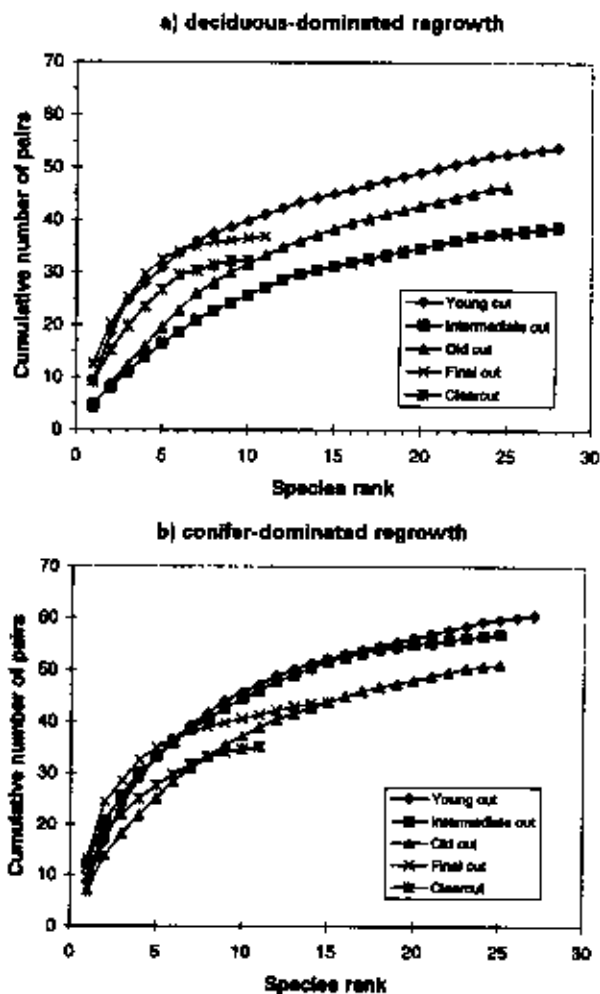 a) deciduous-dominated regrowth
70
60
50
40
30
20
10
0
Cumulative number of pairs
Young cut
Intermediate cut
Old cut
Final cut
Clearcut
0 5 10 15 20 25 30
Species rank
b) conifer-dominated regrowth
70
60
50
40
30
20
10
0
Cumulative number of pairs
Young cut
Intermediate cut
Old cut
Final cut
Clearcut
0 5 10 15 20 25 30
Species rank